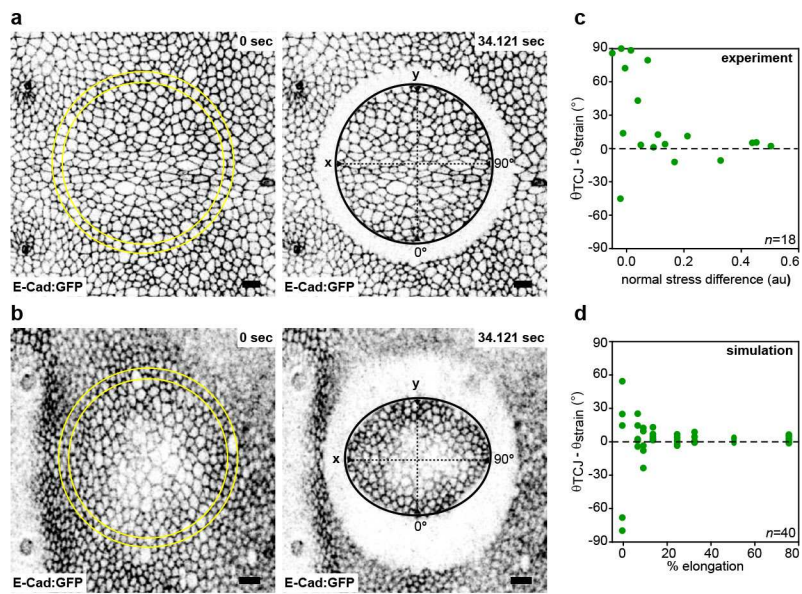 a
0 sec
E-Cad:GFP
34.121 sec
y
x
90°
0°
E-Cad:GFP
b
0 sec
E-Cad:GFP
34.121 sec
y
x
90°
0°
E-Cad:GFP
c
experiment
90
60
30
0
-30
-60
-90
θTCJ - θstrain (°)
n=18
0.0 0.2 0.4 0.6
normal stress difference (au)
d
simulation
90
60
30
0
-30
-60
-90
θTCJ - θstrain (°)
n=40
0 20 40 60 80
% elongation